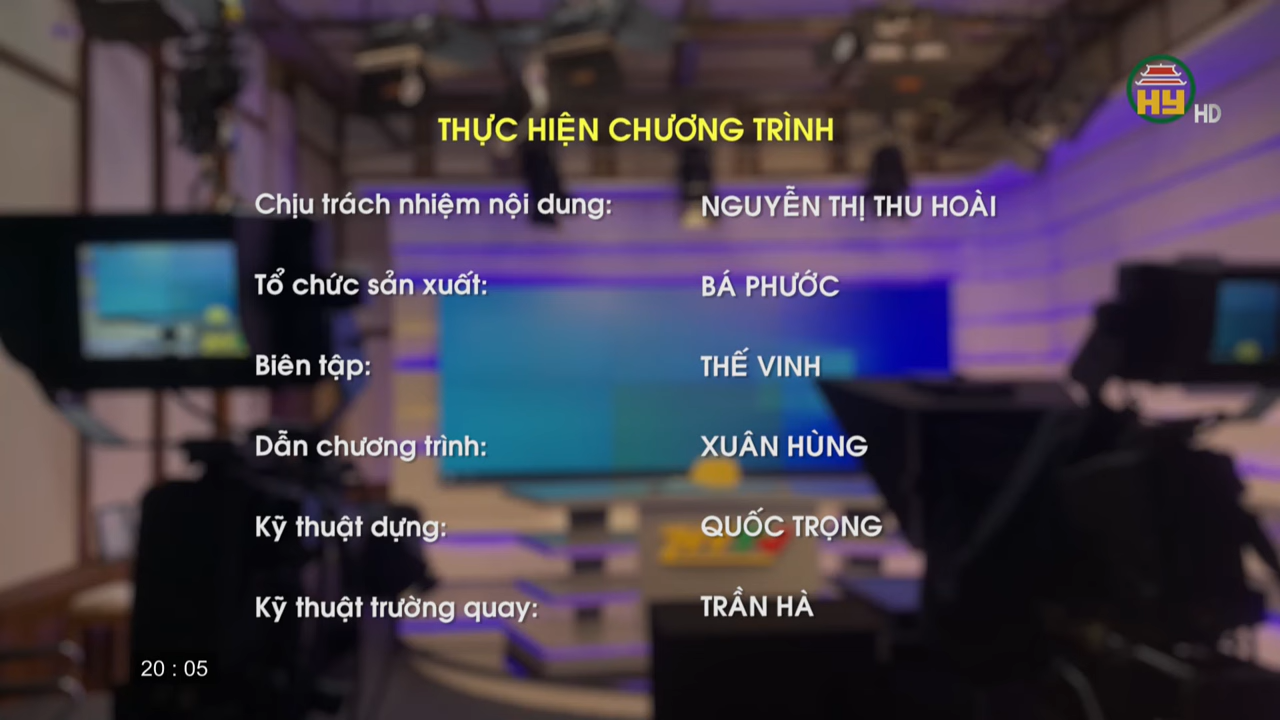 HY HD
THỰC HIỆN CHƯƠNG TRÌNH
Chịu trách nhiệm nội dung: NGUYỄN THỊ THU HOÀI
Tổ chức sản xuất: BÁ PHƯỚC
Biên tập: THẾ VINH
Dẫn chương trình: XUÂN HÙNG
Kỹ thuật dựng: QUỐC TRỌNG
Kỹ thuật trường quay: TRẦN HÀ
20 : 05